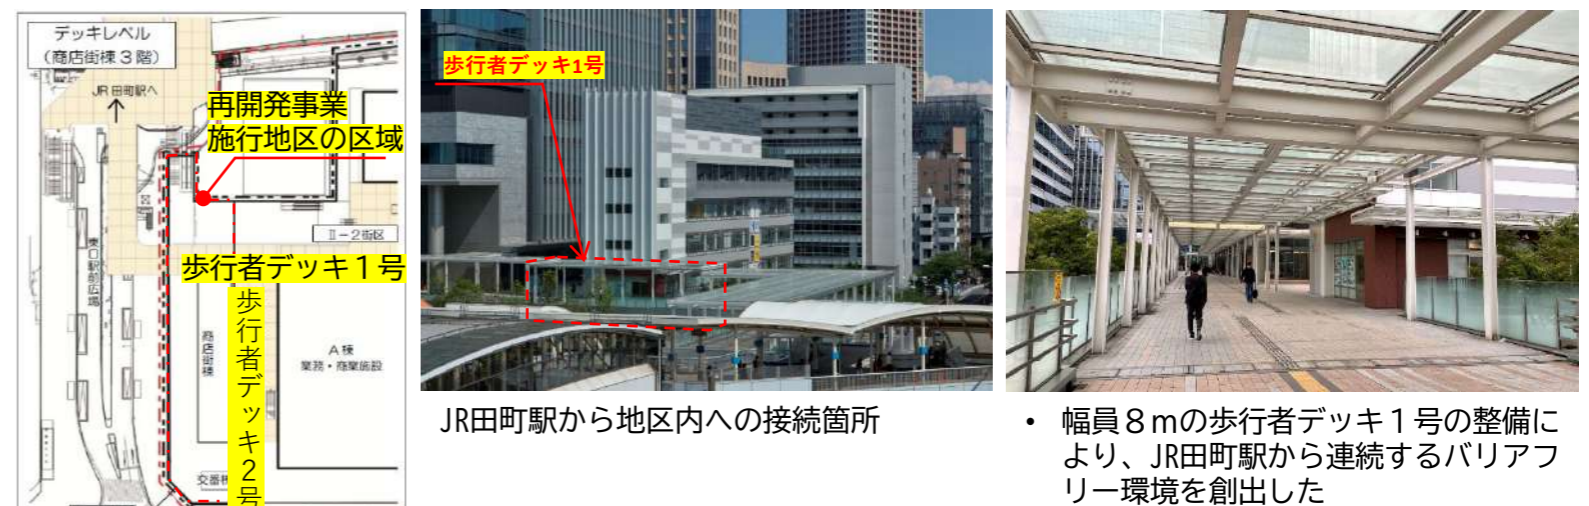 デッキレベル
（商店街棟３階）
JR田町駅へ
再開発事業
施行地区の区域
Ⅱ－２街区
歩行者デッキ１号
東口駅前広場
歩行者デッキ2号
商店街棟
A棟
業務・商業施設
交番
歩行者デッキ1号
JR田町駅から地区内への接続箇所
• 幅員８mの歩行者デッキ１号の整備に
より、JR田町駅から連続するバリアフ
リー環境を創出した